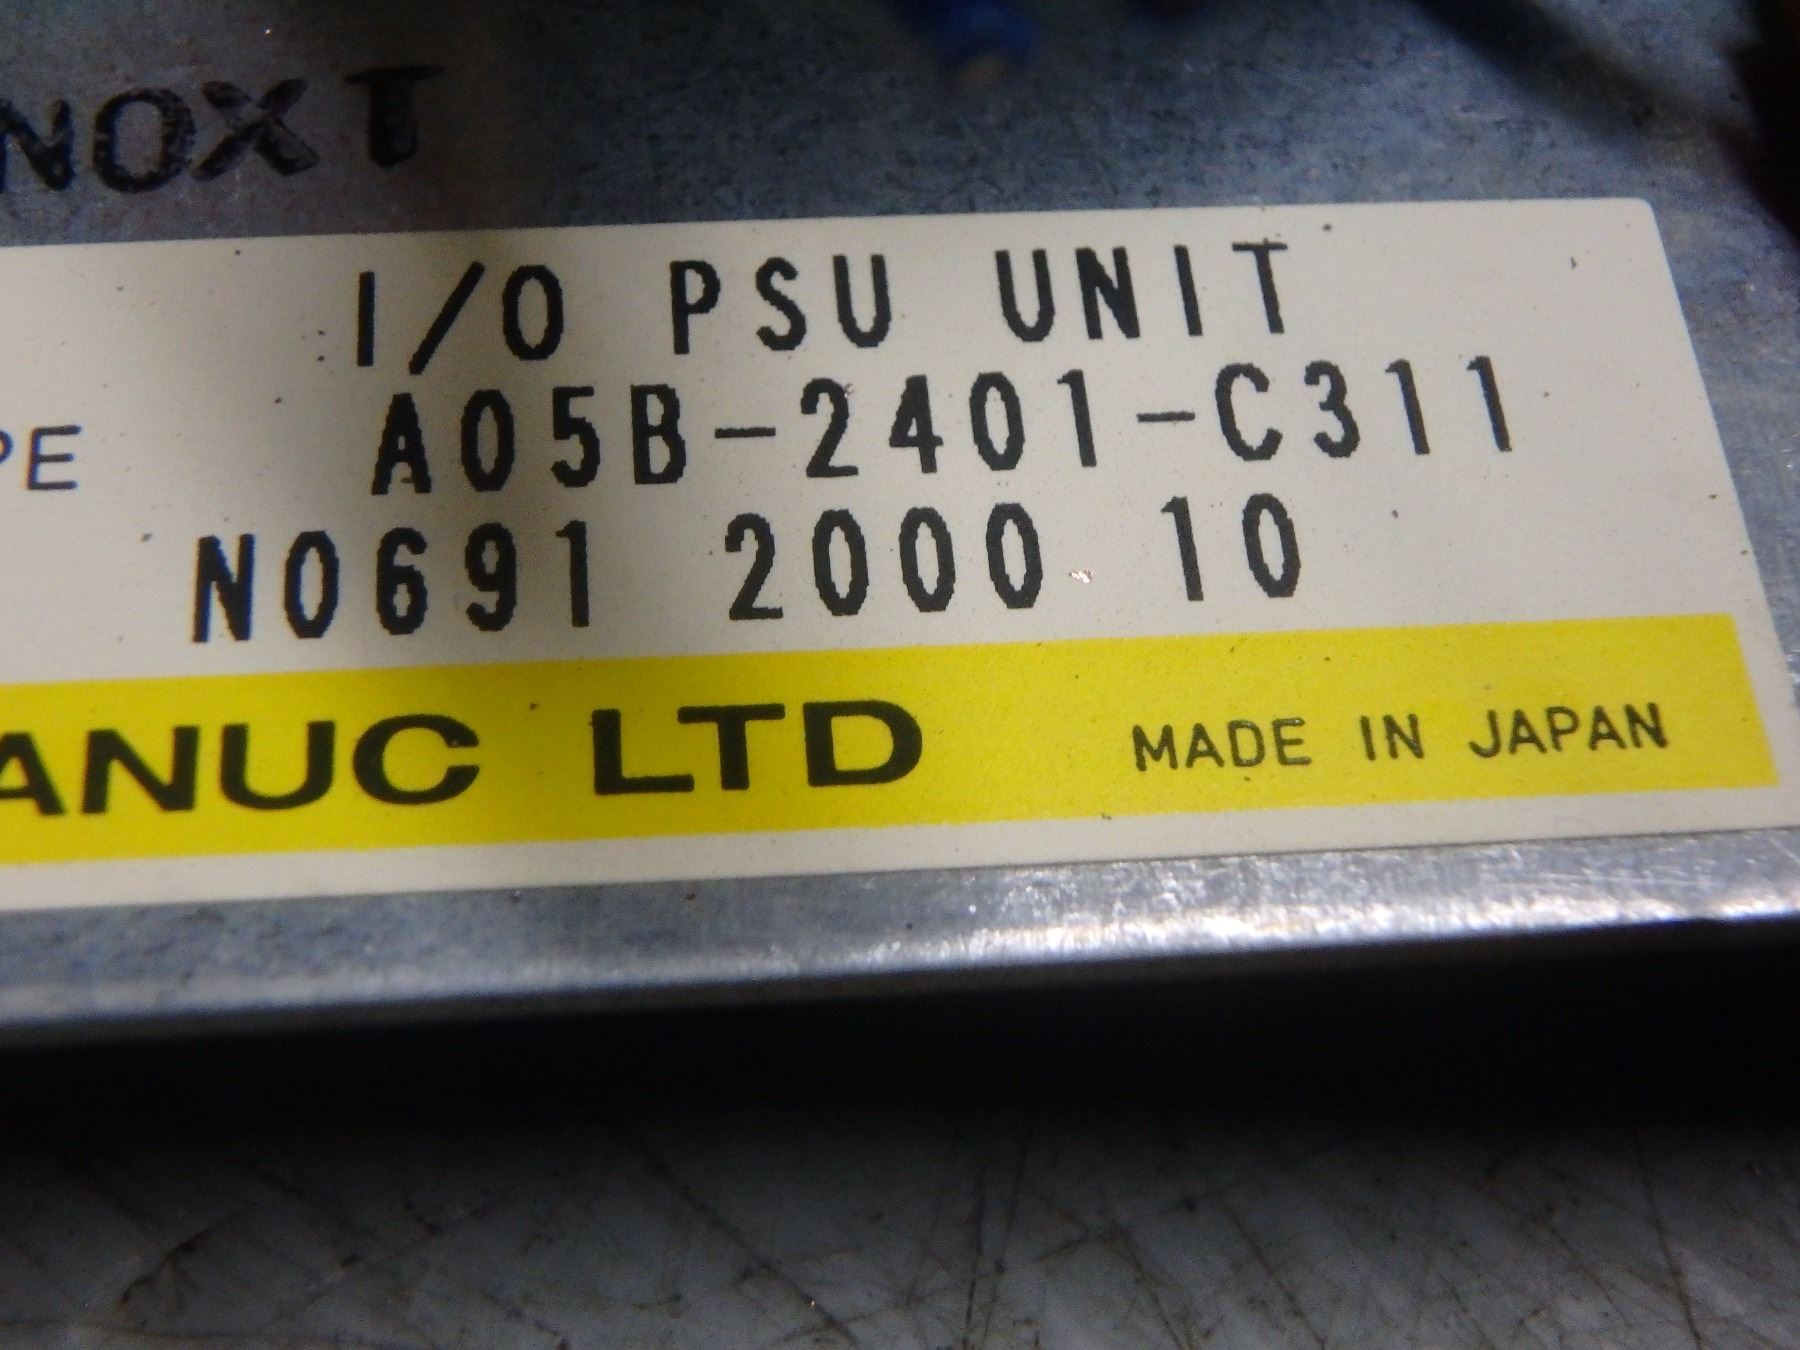 NOXT
I/O PSU UNIT
PE A05B-2401-C311
N0691 2000 10
ANUC LTD MADE IN JAPAN